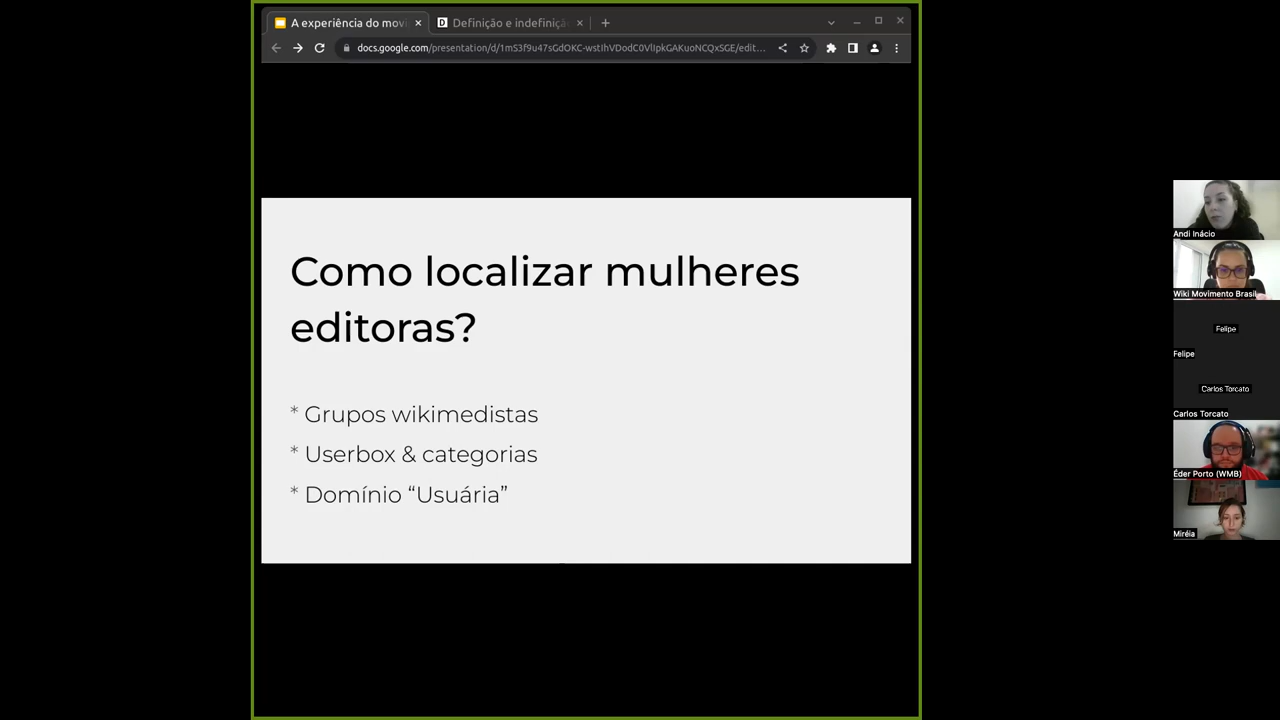 A experiência do movi
Definição e indefiniçã
docs.google.com/presentation/d/1mS3f9u47sGdOKC-wstIhVDodC0VlIpkGAKuoNCQxSGE/edit...
Como localizar mulheres
editoras?
* Grupos wikimedistas
* Userbox & categorias
* Domínio “Usuária”
Andi Inácio
Wiki Movimento Brasil
Felipe
Felipe
Carlos Torcato
Carlos Torcato
Éder Porto (WMB)
Miréia